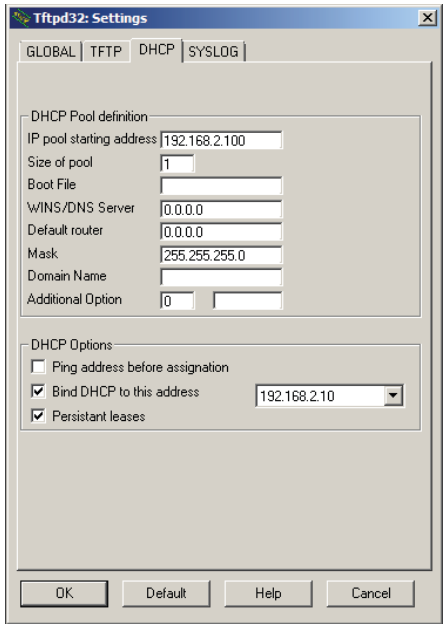 Tftpd32: Settings
GLOBAL TFTP DHCP SYSLOG
DHCP Pool definition
IP pool starting address 192.168.2.100
Size of pool 1
Boot File
WINS/DNS Server 0.0.0.0
Default router 0.0.0.0
Mask 255.255.255.0
Domain Name
Additional Option 0
DHCP Options
Ping address before assignation
Bind DHCP to this address 192.168.2.10
Persistant leases
OK Default Help Cancel